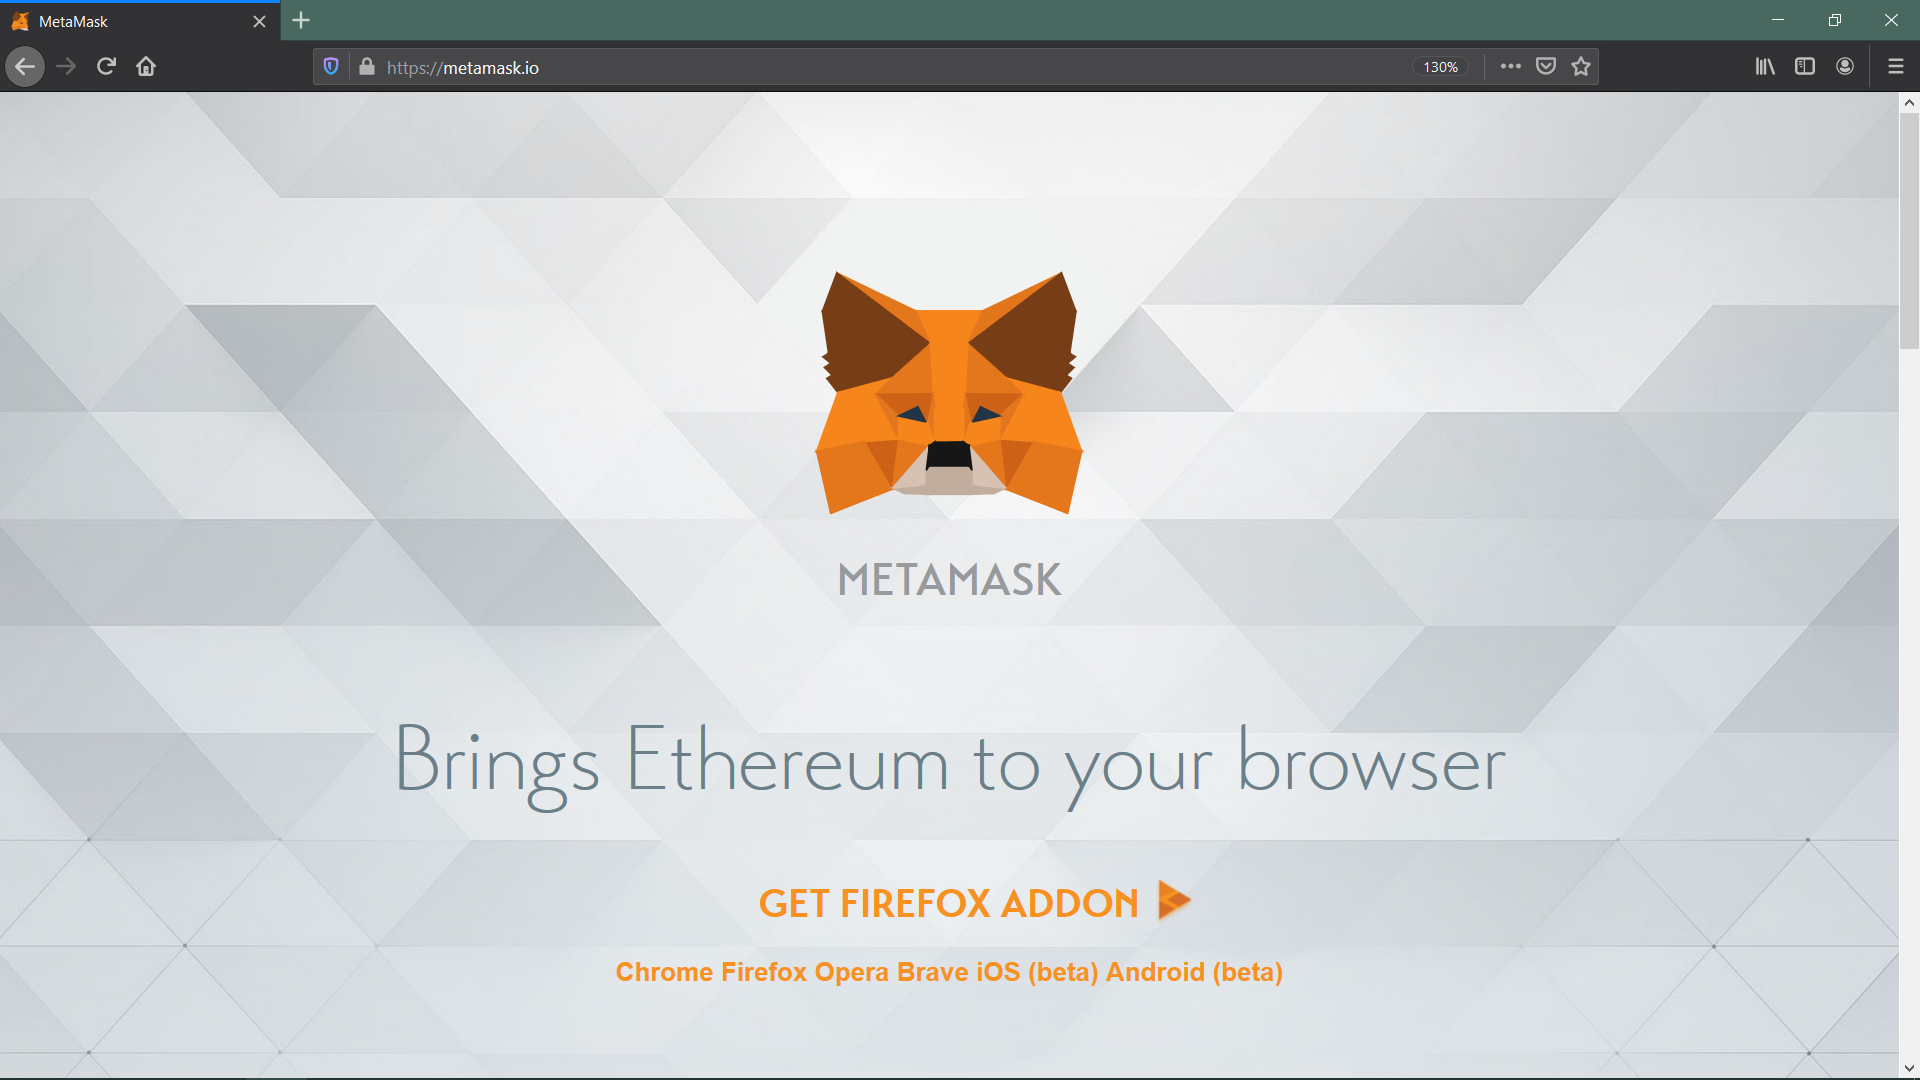 MetaMask
https://metamask.io
130%
METAMASK
Brings Ethereum to your browser
GET FIREFOX ADDON
Chrome Firefox Opera Brave iOS (beta) Android (beta)